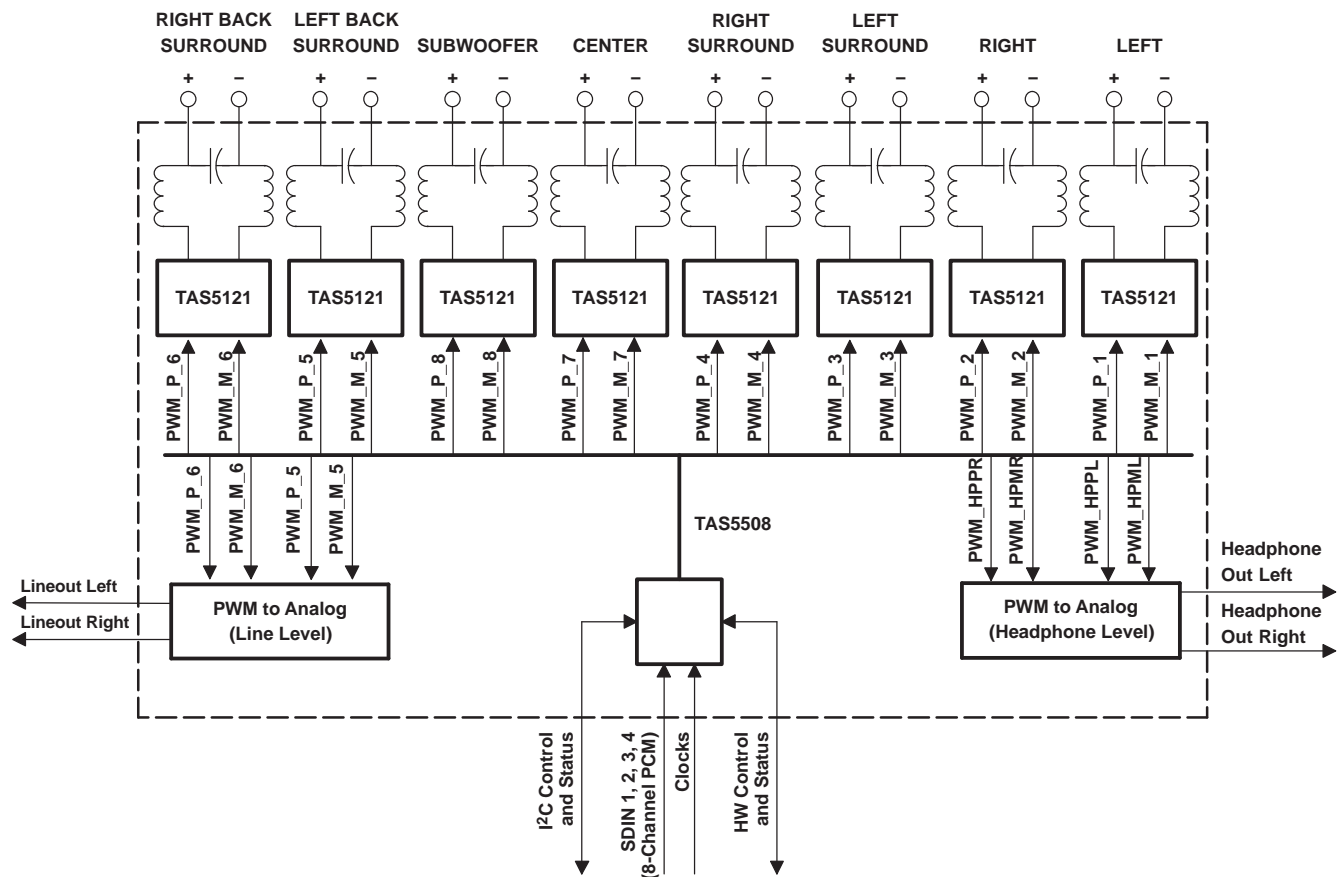 RIGHT BACK
SURROUND
LEFT BACK
SURROUND
SUBWOOFER
CENTER
RIGHT
SURROUND
LEFT
SURROUND
RIGHT
LEFT
+ − + − + − + − + − + − + − + −
TAS5121
TAS5121
TAS5121
TAS5121
TAS5121
TAS5121
TAS5121
TAS5121
PWM_P_6
PWM_M_6
PWM_P_5
PWM_M_5
PWM_P_8
PWM_M_8
PWM_P_7
PWM_M_7
PWM_P_4
PWM_M_4
PWM_P_3
PWM_M_3
PWM_P_2
PWM_M_2
PWM_P_1
PWM_M_1
PWM_P_6
PWM_M_6
PWM_P_5
PWM_M_5
TAS5508
PWM_HPPR
PWM_HPMR
PWM_HPPL
PWM_HPML
Lineout Left
Lineout Right
PWM to Analog
(Line Level)
PWM to Analog
(Headphone Level)
Headphone
Out Left
Headphone
Out Right
I²C Control
and Status
SDIN 1, 2, 3, 4
(8-Channel PCM)
Clocks
HW Control
and Status